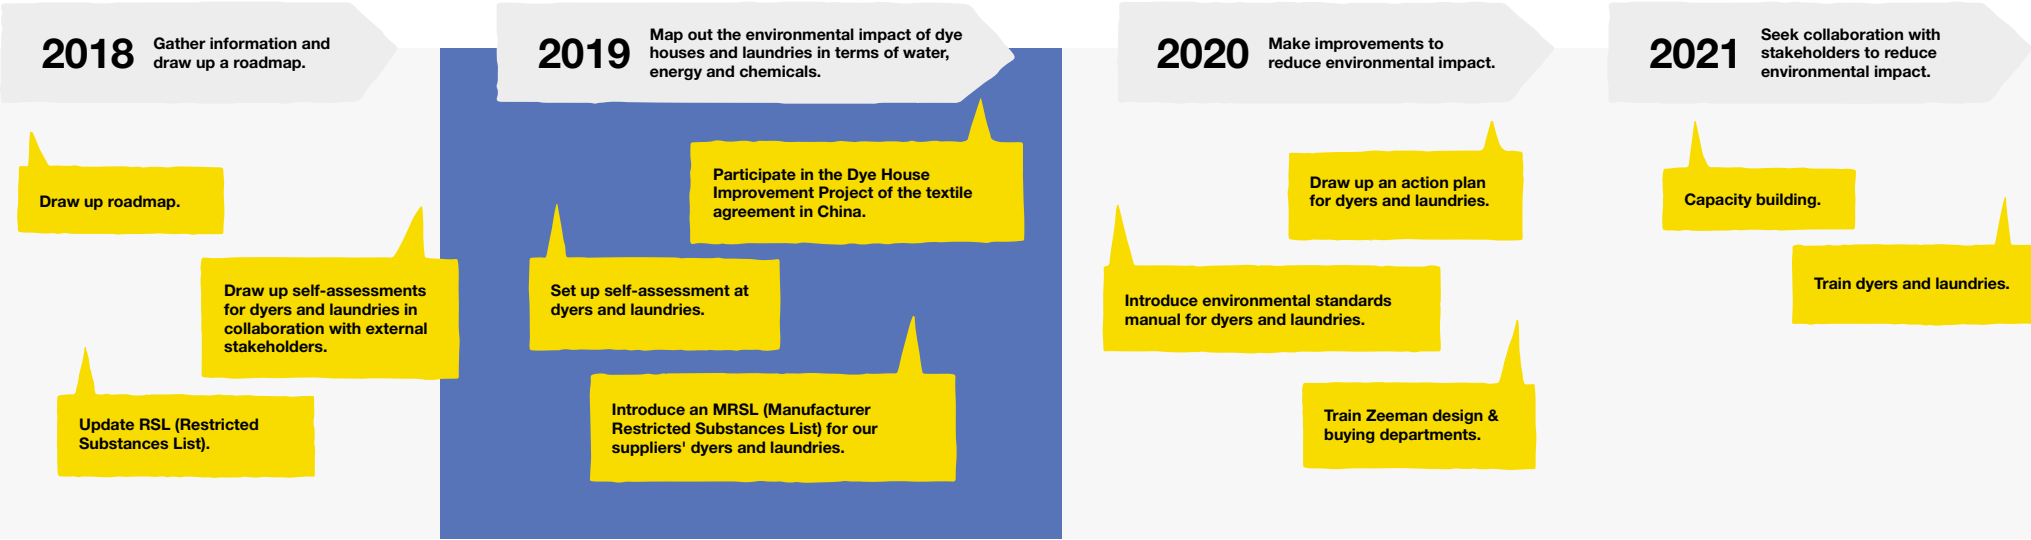 2018
Gather information and
draw up a roadmap.
Draw up roadmap.
Draw up self-assessments
for dyers and laundries in
collaboration with external
stakeholders.
Update RSL (Restricted
Substances List).
2019
Map out the environmental impact of dye
houses and laundries in terms of water,
energy and chemicals.
Participate in the Dye House
Improvement Project of the textile
agreement in China.
Set up self-assessment at
dyers and laundries.
Introduce an MRSL (Manufacturer
Restricted Substances List) for our
suppliers' dyers and laundries.
2020
Make improvements to
reduce environmental impact.
Draw up an action plan
for dyers and laundries.
Introduce environmental standards
manual for dyers and laundries.
Train Zeeman design &
buying departments.
2021
Seek collaboration with
stakeholders to reduce
environmental impact.
Capacity building.
Train dyers and laundries.